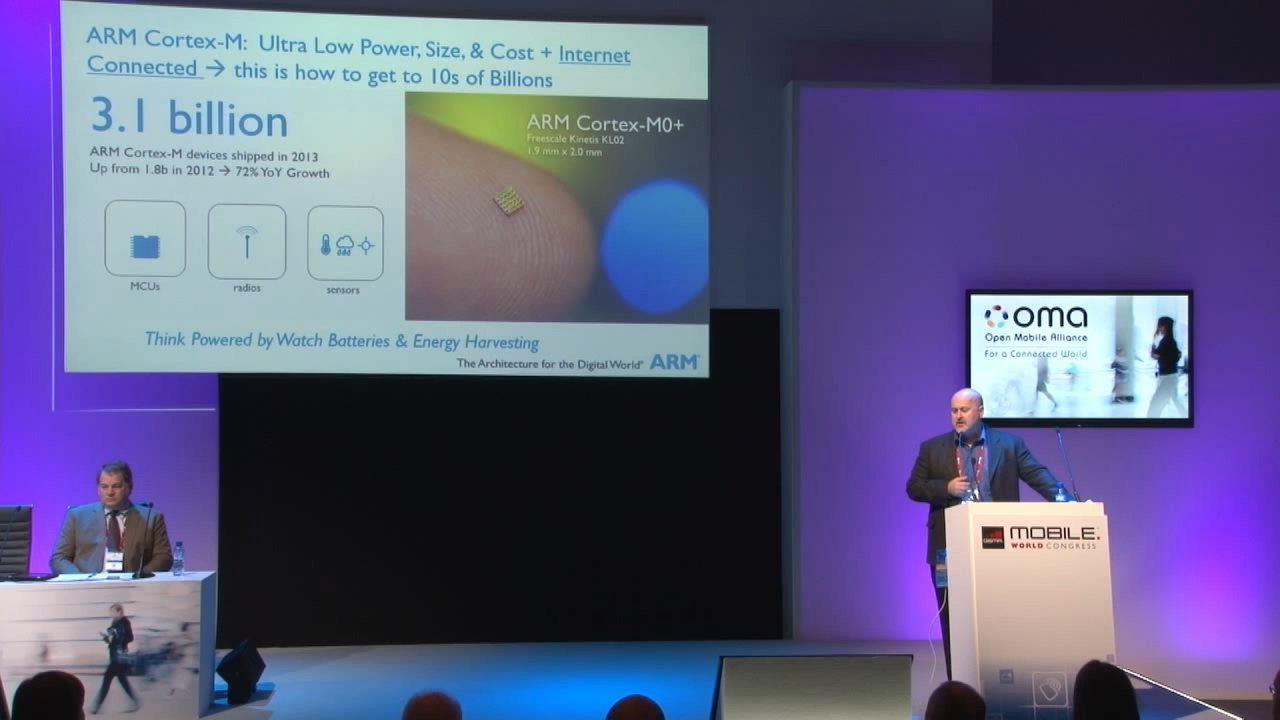 ARM Cortex-M: Ultra Low Power, Size, & Cost + Internet
Connected → this is how to get to 10s of Billions
3.1 billion
ARM Cortex-M devices shipped in 2013
Up from 1.8b in 2012 → 72% YoY Growth
MCUs
radios
sensors
ARM Cortex-M0+
Freescale Kinetis KL02
1.9 mm x 2.0 mm
Think Powered by Watch Batteries & Energy Harvesting
The Architecture for the Digital World® ARM®
oma
Open Mobile Alliance
For a Connected World
GSMA
MOBILE
WORLD CONGRESS